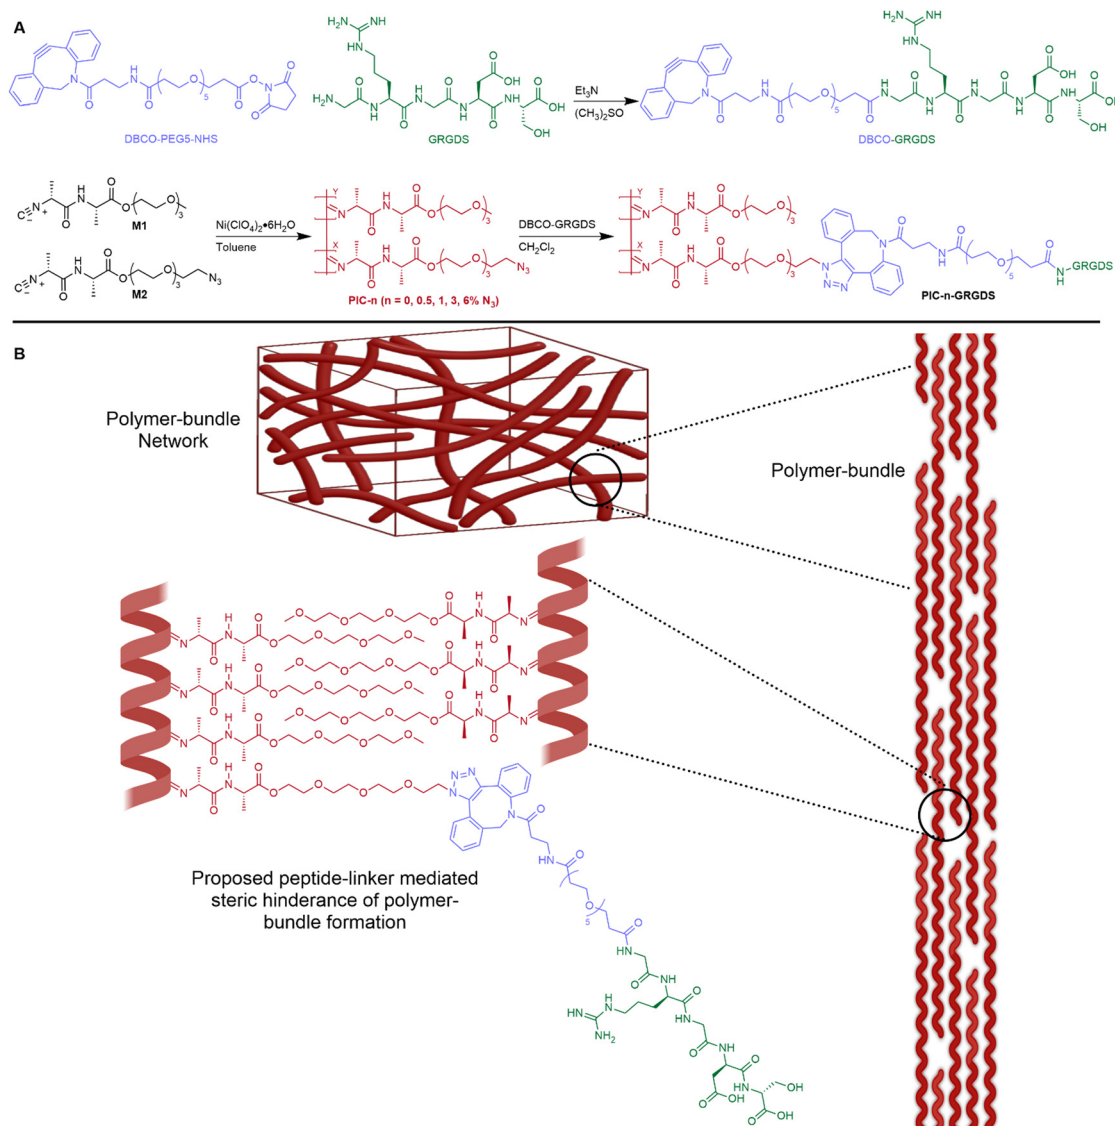 A
DBCO-PEG5-NHS
GRGDS
Et₃N
(CH₃)₂SO
DBCO-GRGDS
M1
M2
Ni(ClO₄)₂•6H₂O
Toluene
PIC-n (n = 0, 0.5, 1, 3, 6% N₃)
DBCO-GRGDS
CH₂Cl₂
GRGDS
PIC-n-GRGDS
B
Polymer-bundle
Network
Polymer-bundle
Proposed peptide-linker mediated
steric hinderance of polymer-
bundle formation